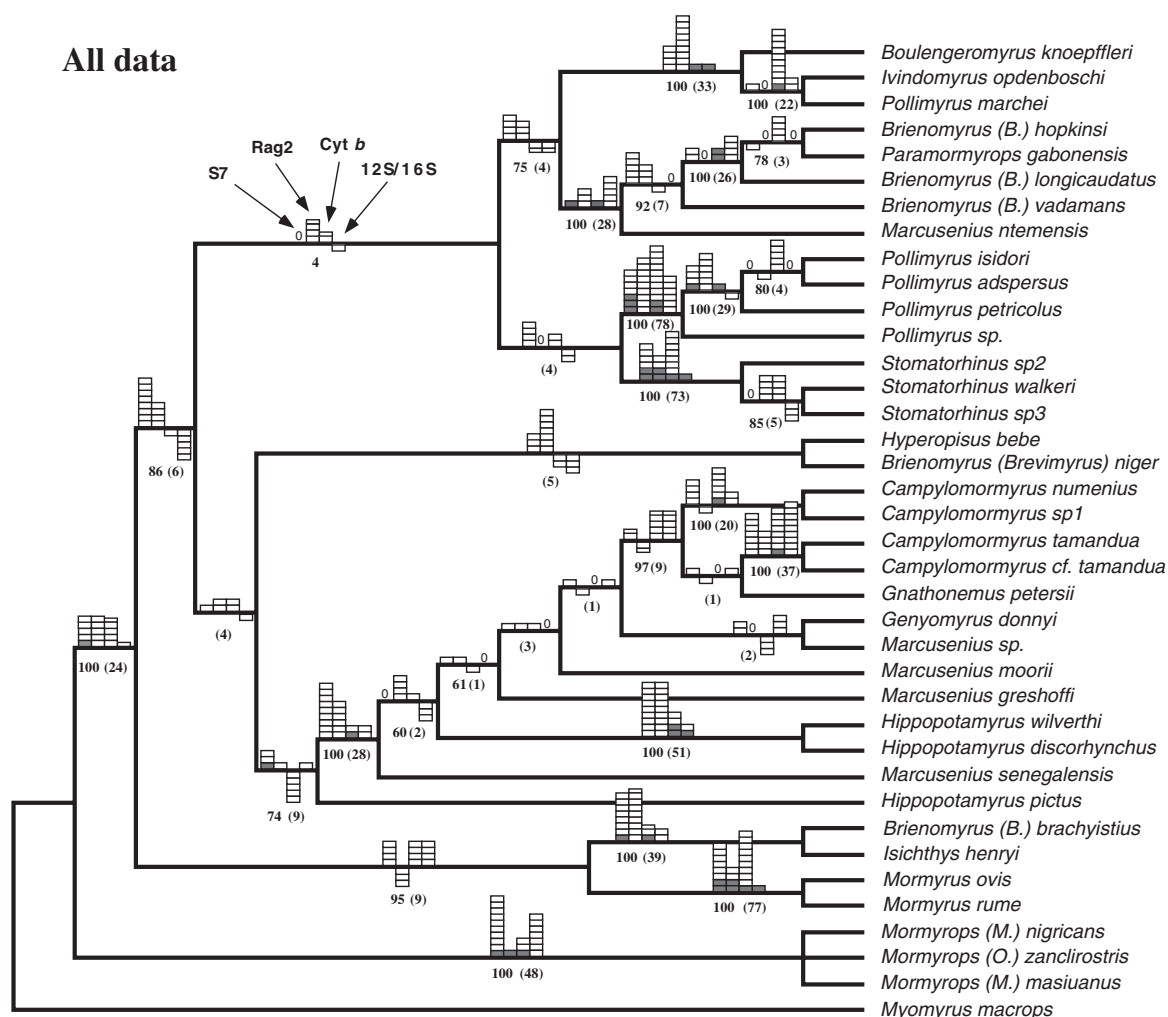 All data
S7
Rag2
Cyt b
12S/16S
0
4
100 (33)
0
100 (22)
75 (4)
0
0
78 (3)
0
100 (26)
0
92 (7)
100 (28)
0
0
80 (4)
100 (29)
100 (78)
0
(4)
100 (73)
0
85 (5)
86 (6)
(5)
100 (20)
0
100 (37)
(1)
97 (9)
0
(1)
0
(2)
0
(3)
0
61 (1)
0
60 (2)
100 (51)
100 (28)
74 (9)
(4)
100 (24)
100 (39)
100 (77)
95 (9)
100 (48)
Boulengeromyrus knoepffleri
Ivindomyrus opdenboschi
Pollimyrus marchei
Brienomyrus (B.) hopkinsi
Paramormyrops gabonensis
Brienomyrus (B.) longicaudatus
Brienomyrus (B.) vadamans
Marcusenius ntemensis
Pollimyrus isidori
Pollimyrus adspersus
Pollimyrus petricolus
Pollimyrus sp.
Stomatorhinus sp2
Stomatorhinus walkeri
Stomatorhinus sp3
Hyperopisus bebe
Brienomyrus (Brevimyrus) niger
Campylomormyrus numenius
Campylomormyrus sp1
Campylomormyrus tamandua
Campylomormyrus cf. tamandua
Gnathonemus petersii
Genyomyrus donnyi
Marcusenius sp.
Marcusenius moorii
Marcusenius greshoffi
Hippopotamyrus wilverthi
Hippopotamyrus discorhynchus
Marcusenius senegalensis
Hippopotamyrus pictus
Brienomyrus (B.) brachyistius
Isichthys henryi
Mormyrus ovis
Mormyrus rume
Mormyrops (M.) nigricans
Mormyrops (O.) zanclirostris
Mormyrops (M.) masiuanus
Myomyrus macrops